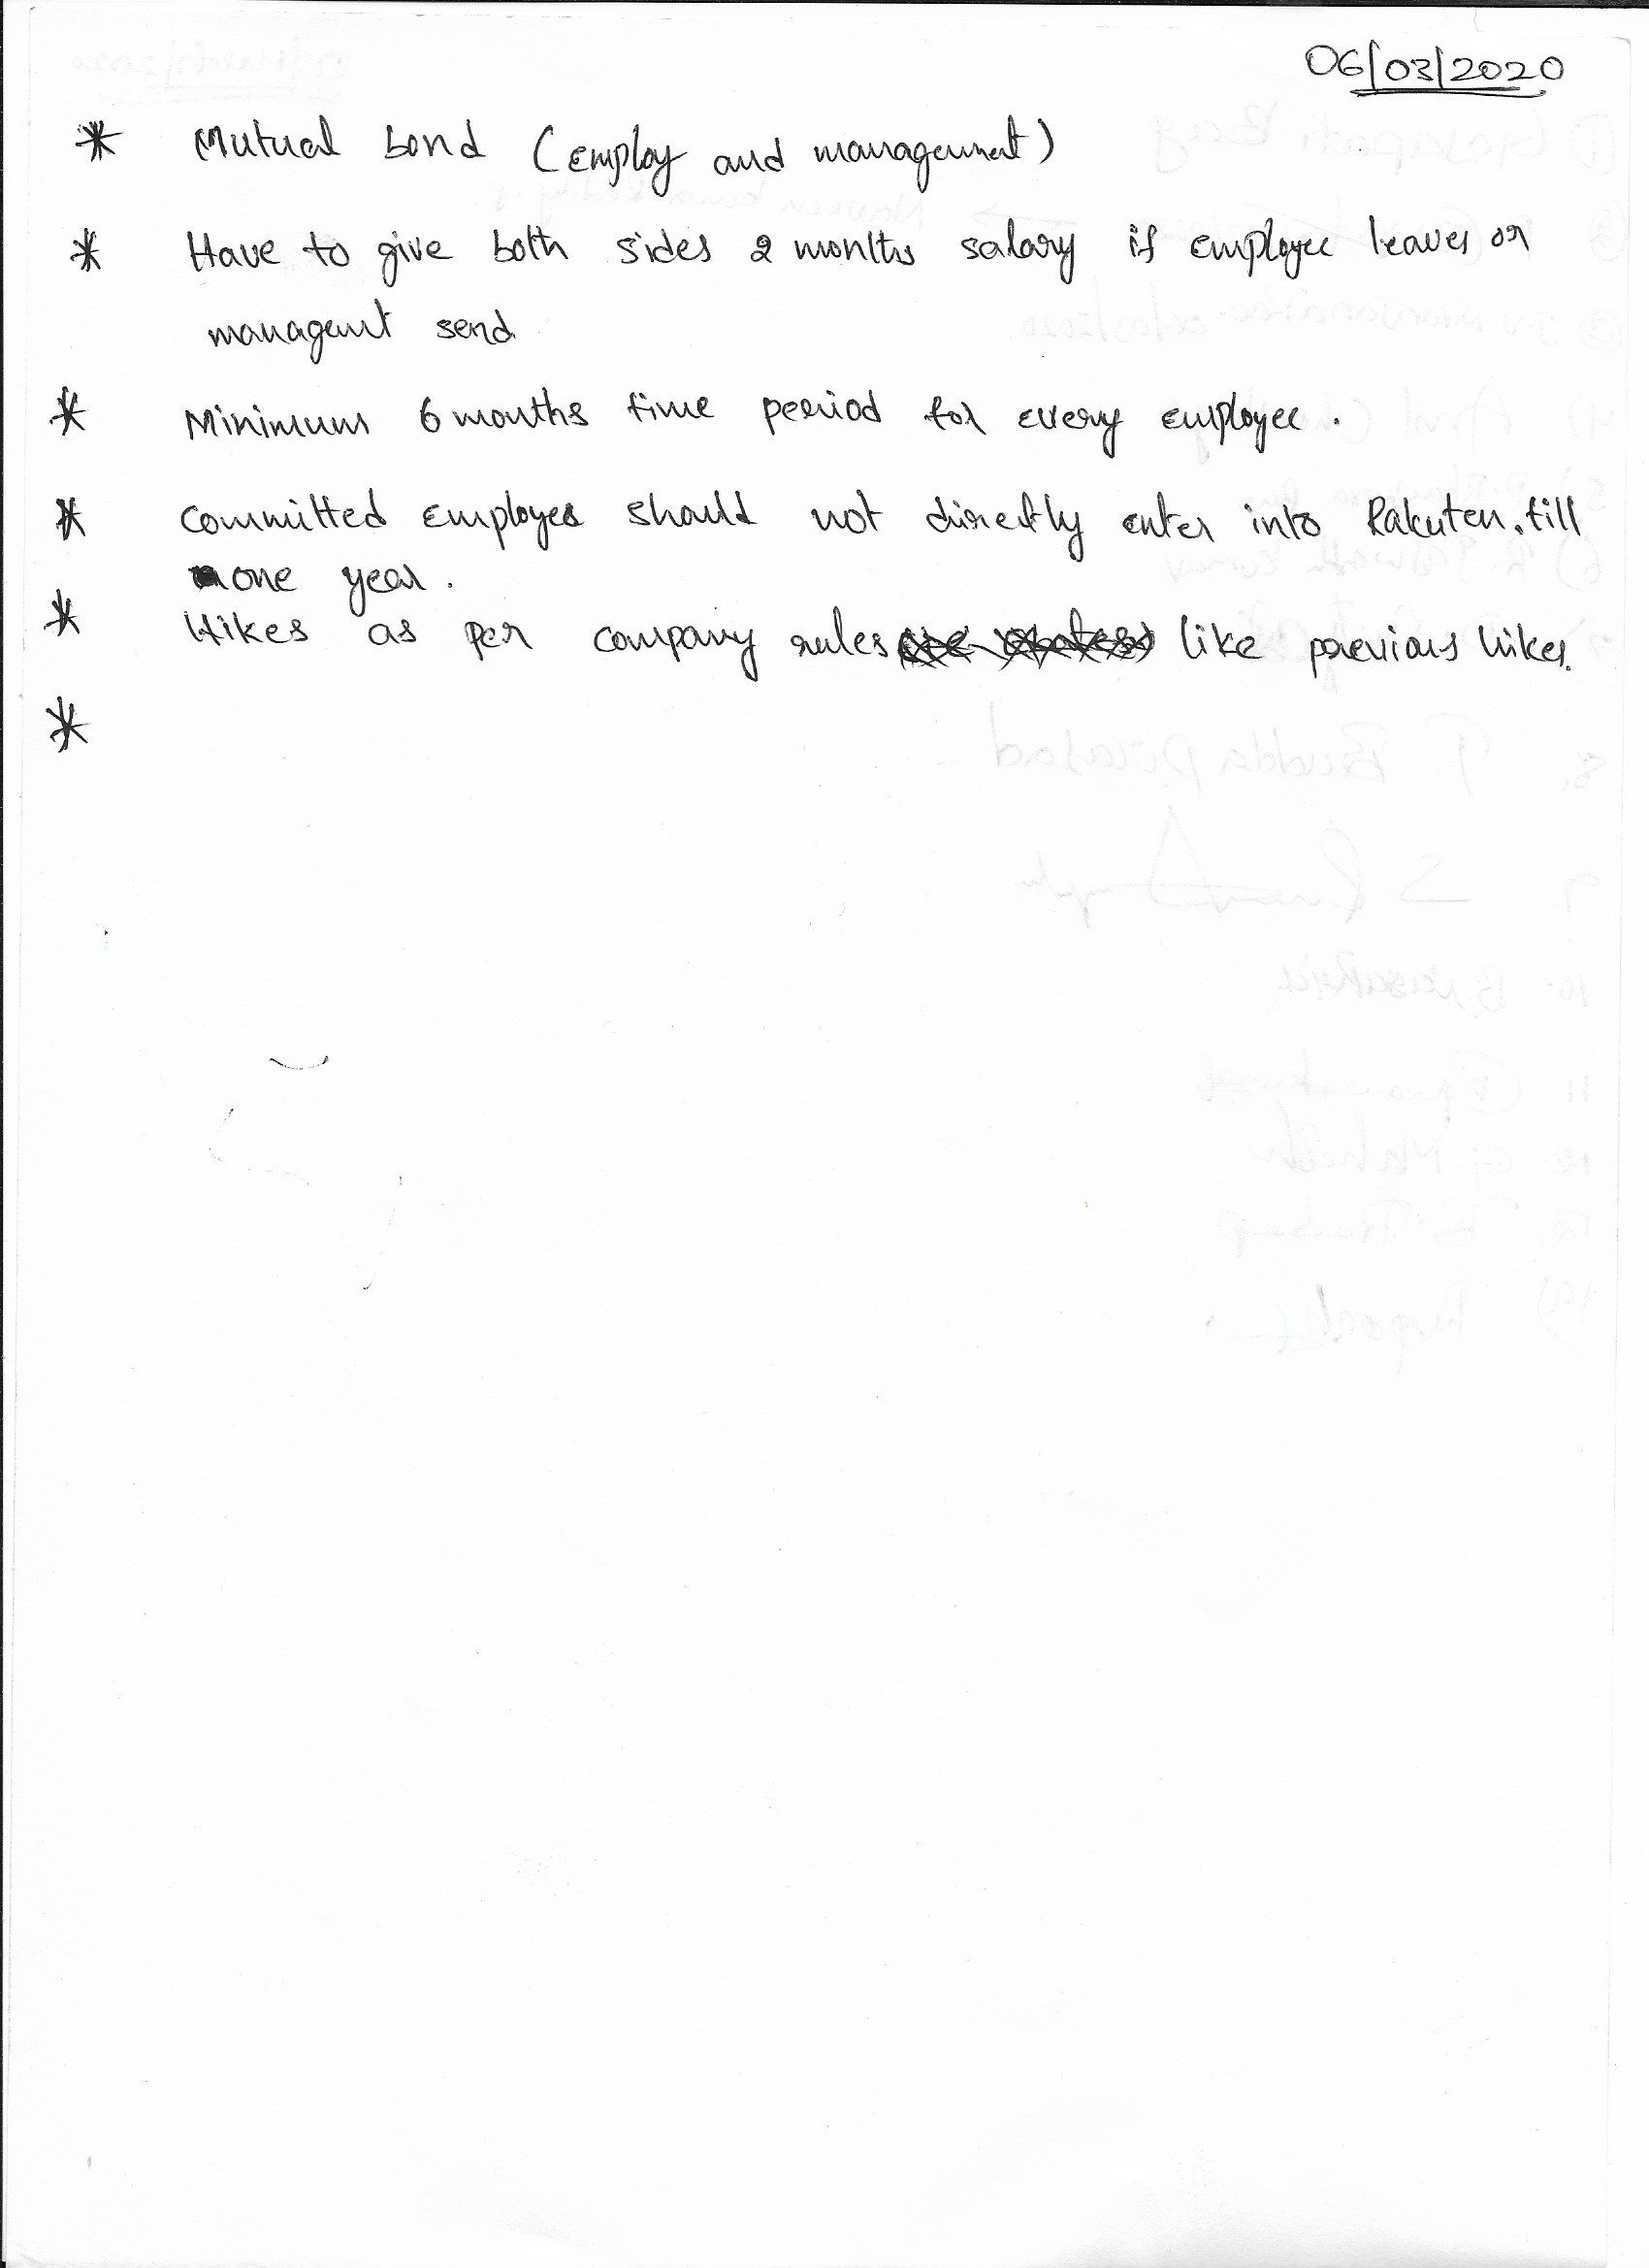 06/03/2020
* Mutual bond (employ and management)
* Have to give both sides 2 months salary if employee leaves or
managent send
* Minimum 6 months time period for every employee.
* Committed employee should not directly enter into Rakuten. till
one year.
* Hikes as per company rules like previous hikes.
*